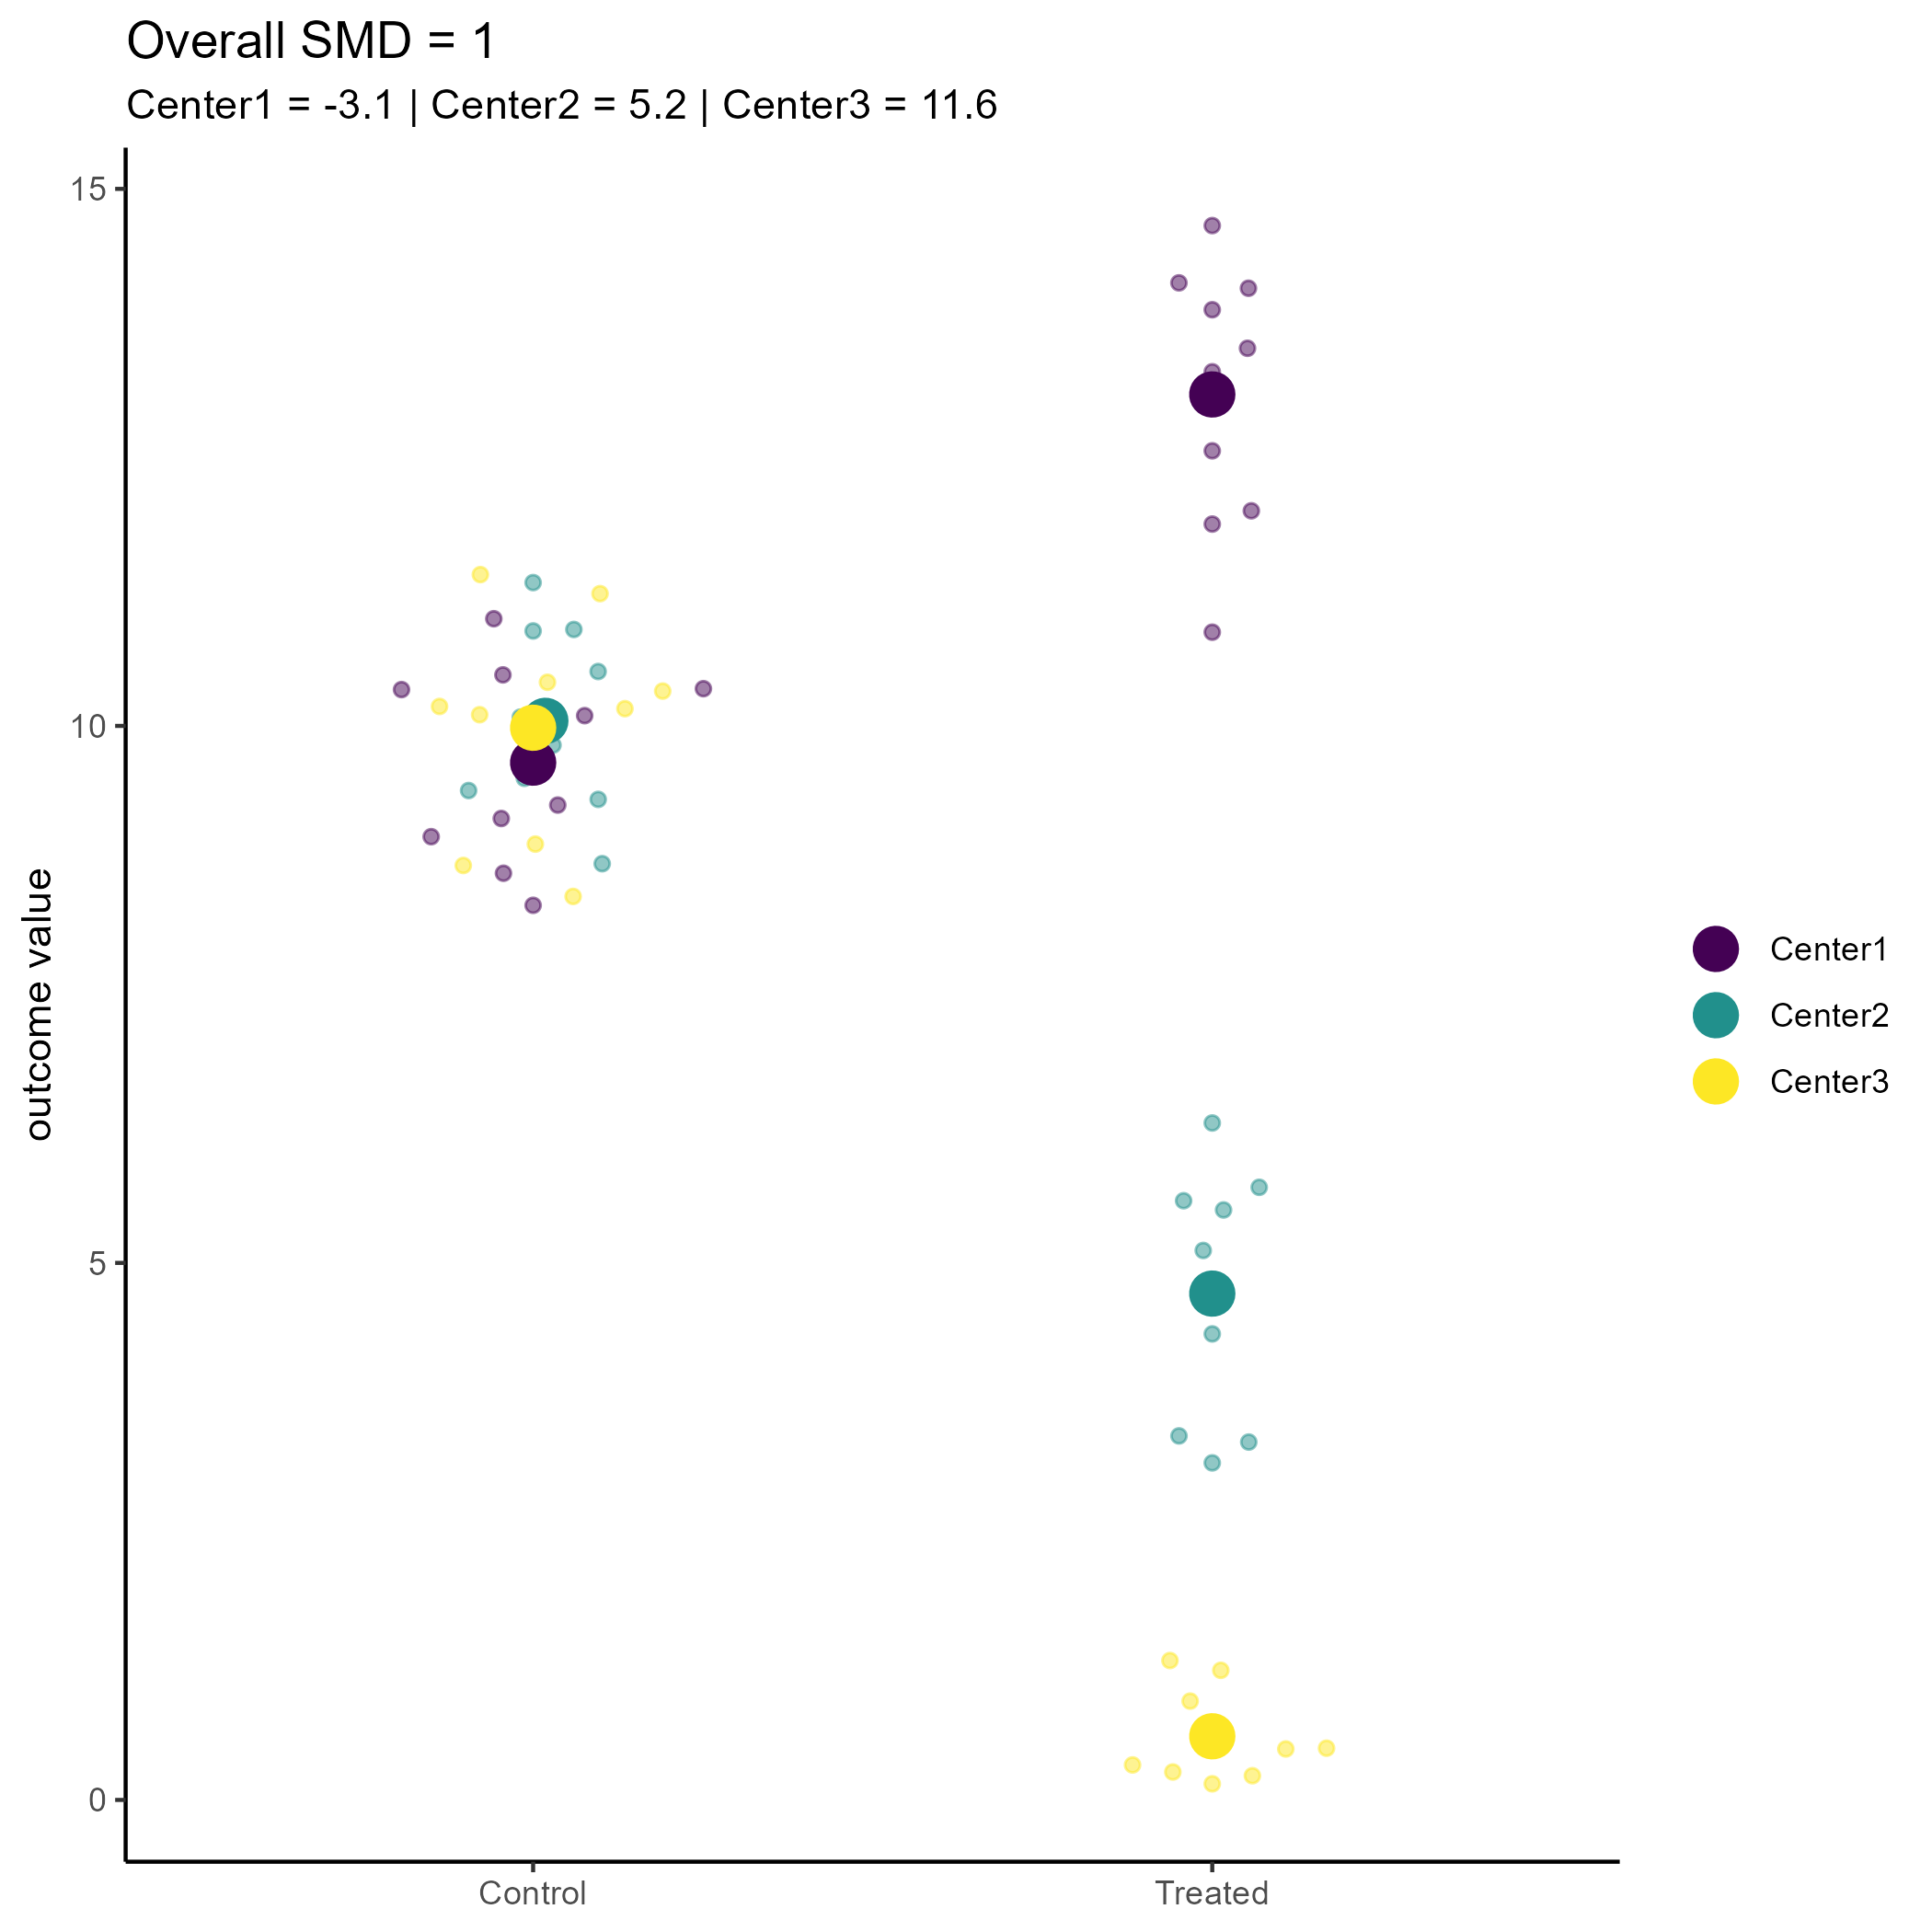 Overall SMD = 1
Center1 = -3.1 | Center2 = 5.2 | Center3 = 11.6
15
10
5
0
outcome value
Control
Treated
Center1
Center2
Center3